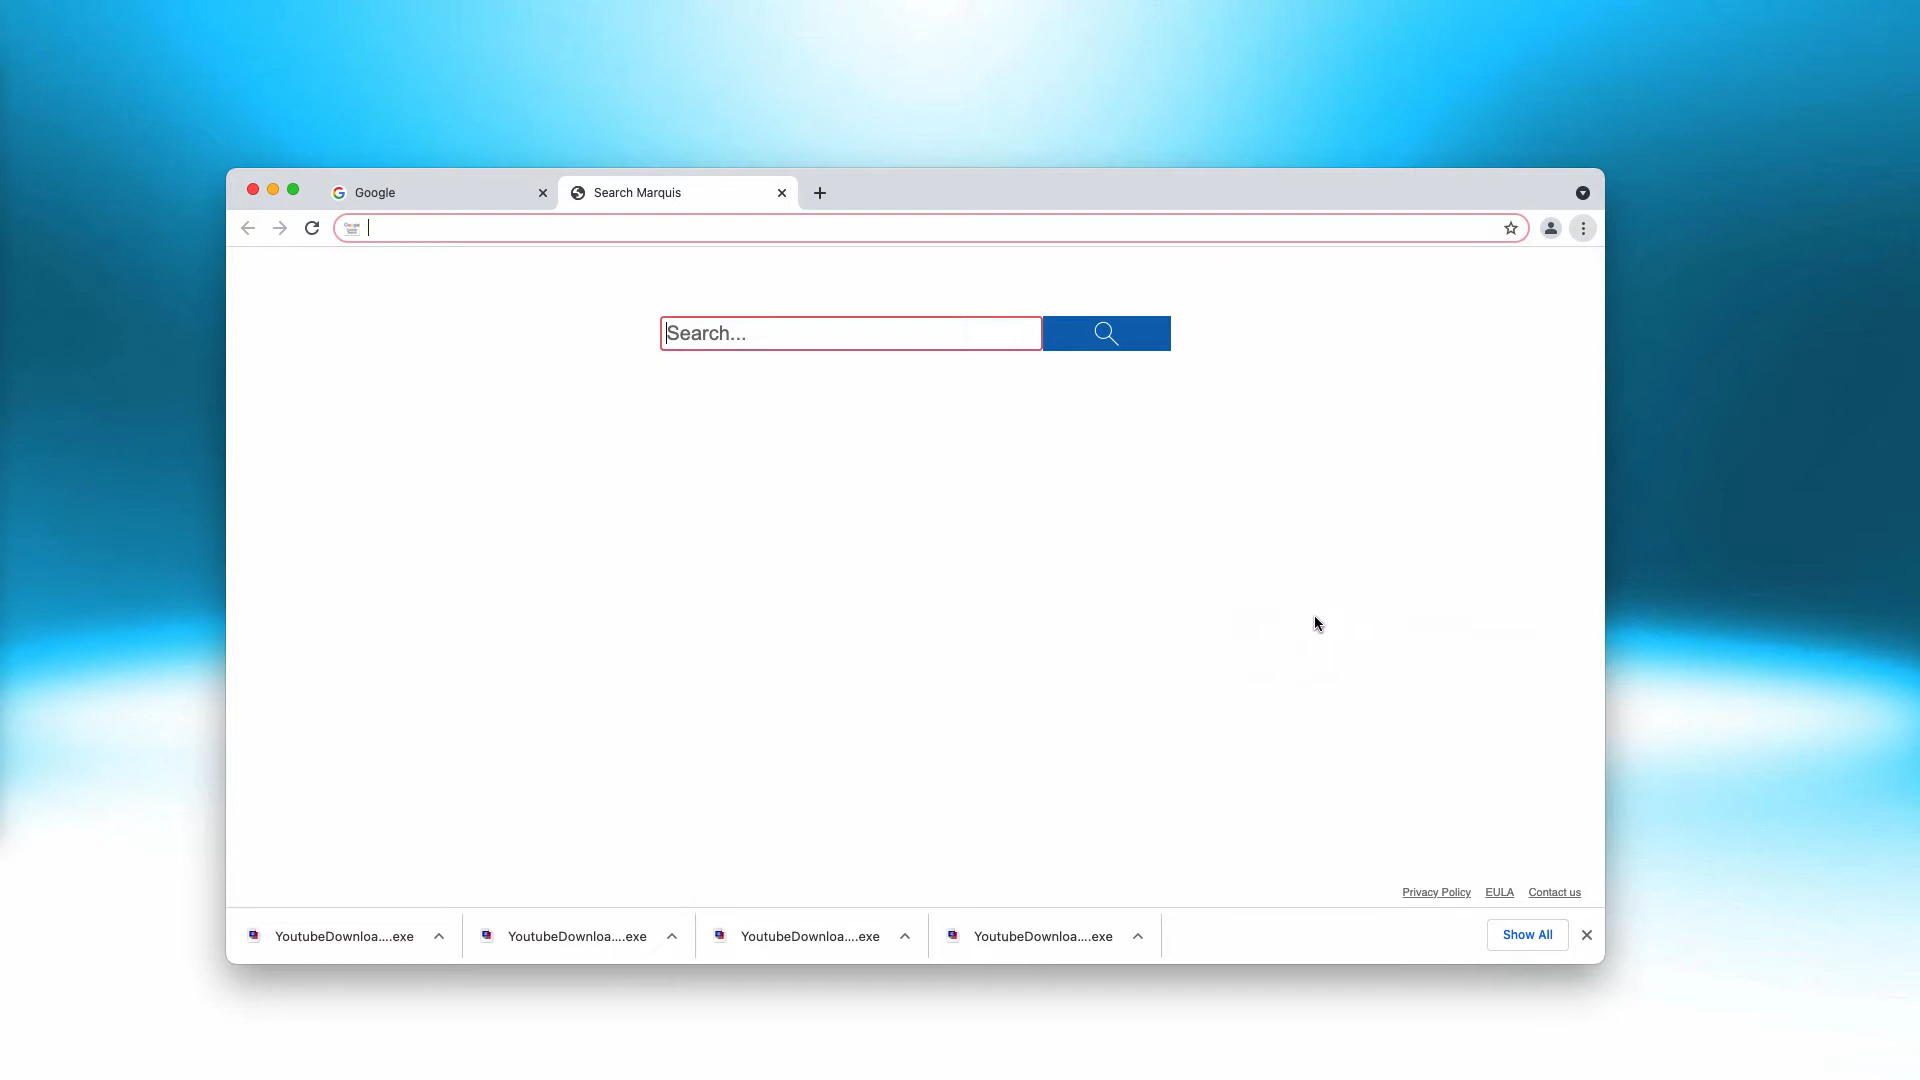 Google
Search Marquis
Search...
Privacy Policy EULA Contact us
YoutubeDownloa....exe YoutubeDownloa....exe YoutubeDownloa....exe YoutubeDownloa....exe Show All